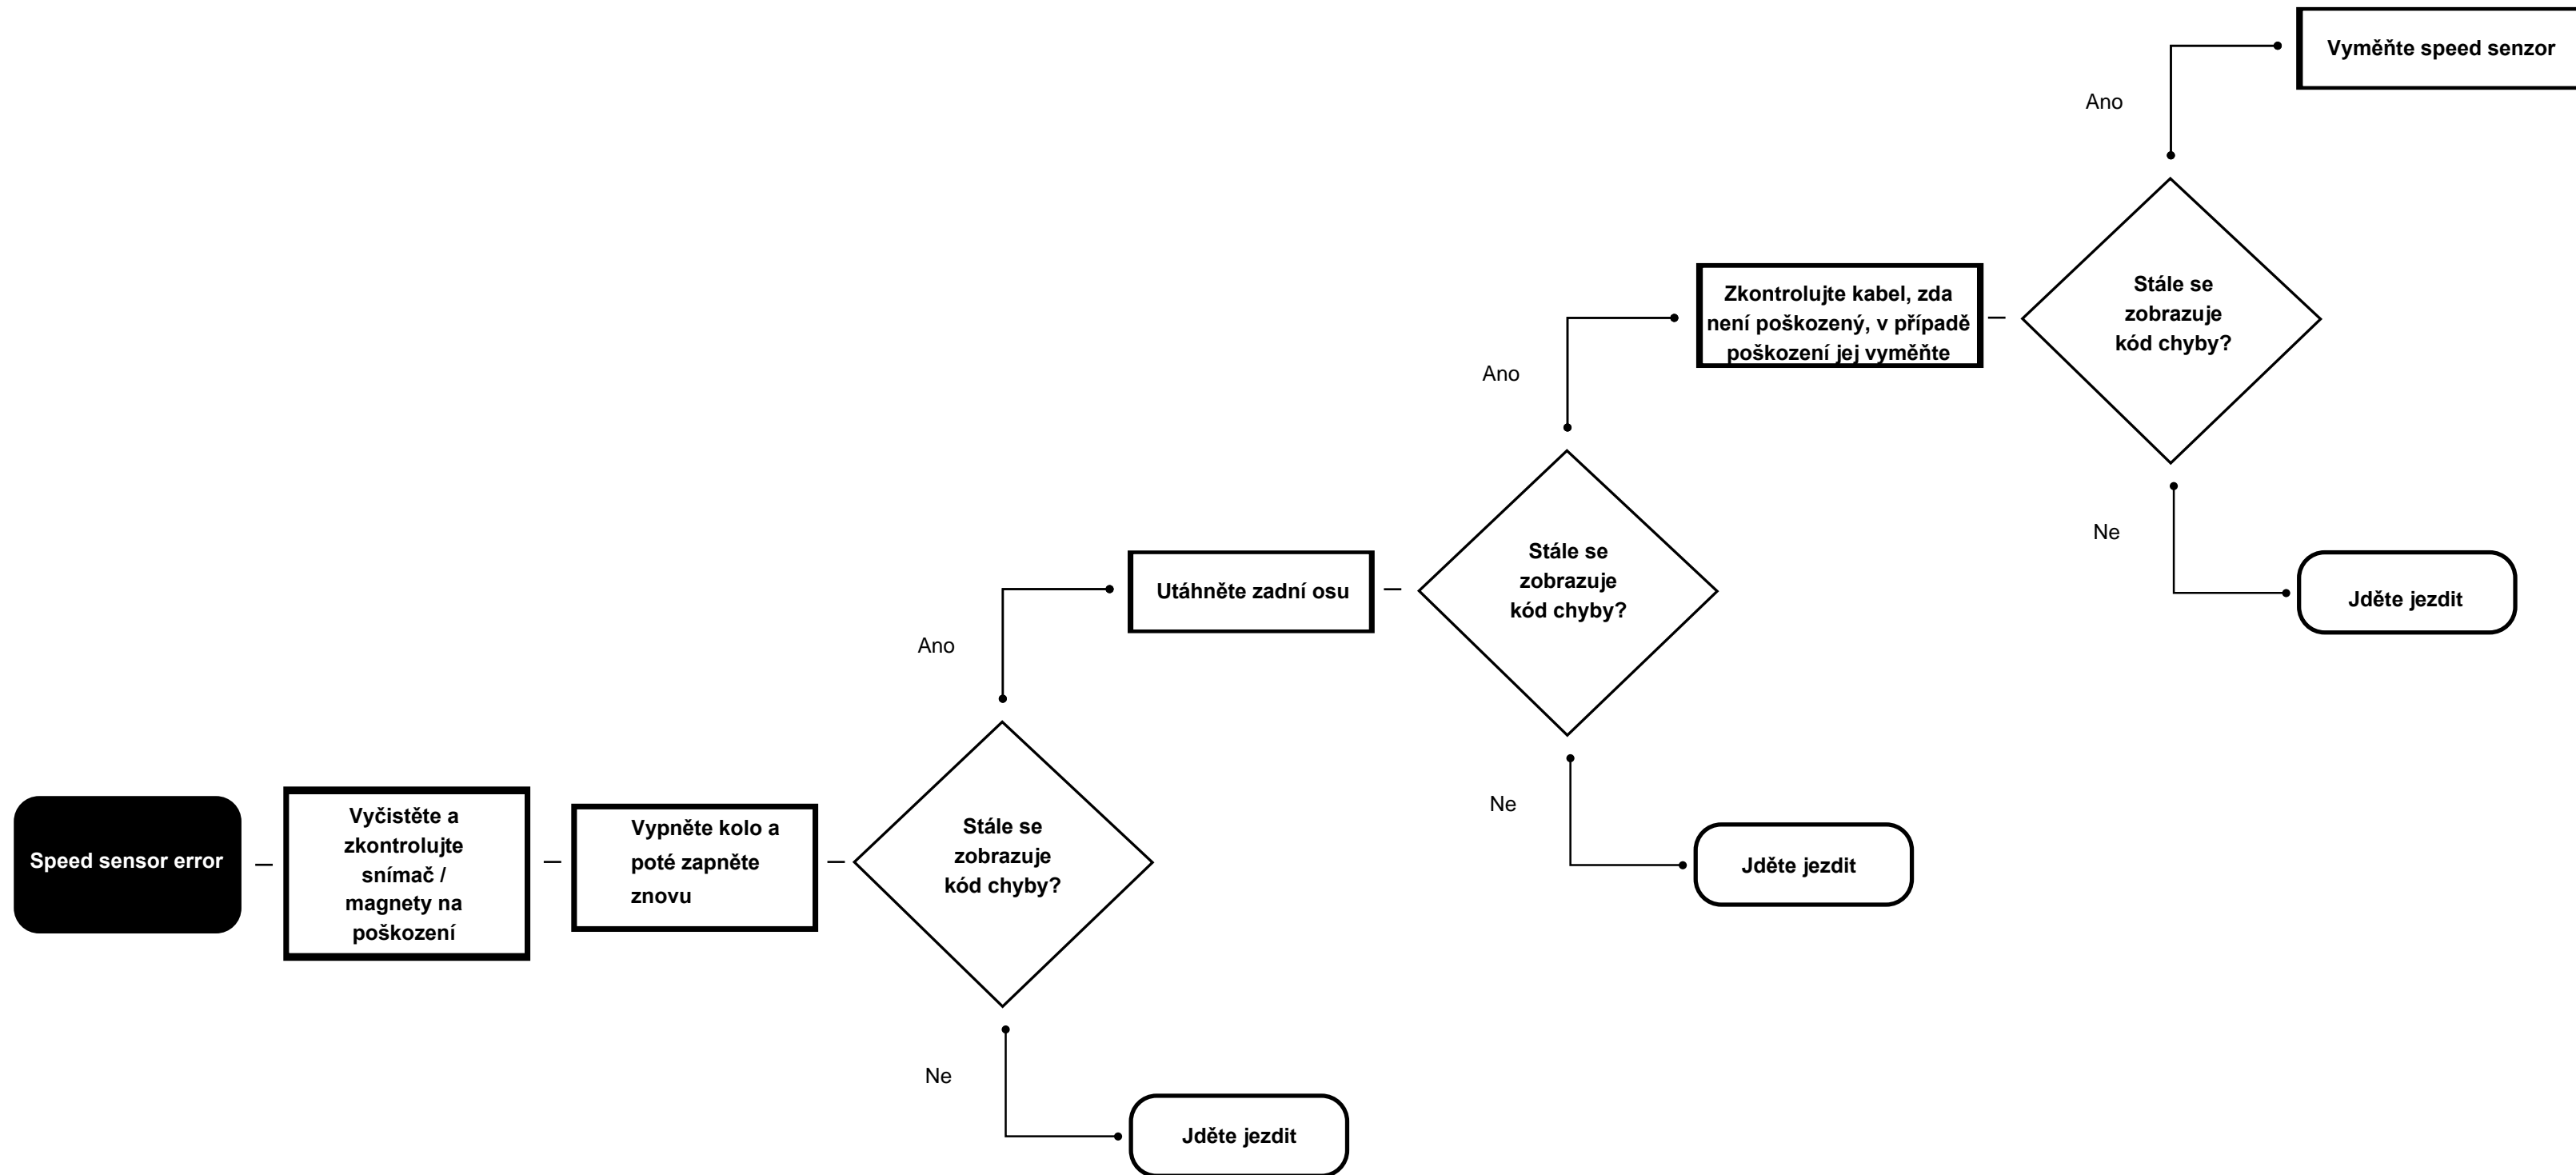 Speed sensor error
Vyčistěte a
zkontrolujte
snímač /
magnety na
poškození
Vypněte kolo a
poté zapněte
znovu
Stále se
zobrazuje
kód chyby?
Ano
Utáhněte zadní osu
Ne
Jděte jezdit
Stále se
zobrazuje
kód chyby?
Ano
Zkontrolujte kabel, zda
není poškozený, v případě
poškození jej vyměňte
Ne
Jděte jezdit
Stále se
zobrazuje
kód chyby?
Ano
Vyměňte speed senzor
Ne
Jděte jezdit